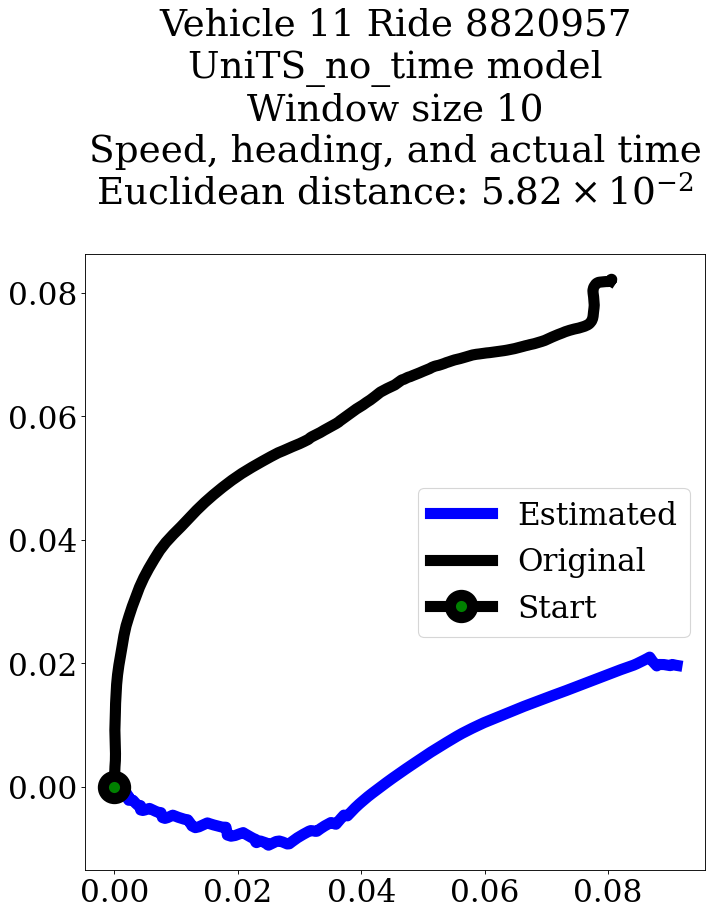 Vehicle 11 Ride 8820957
UniTS_no_time model
Window size 10
Speed, heading, and actual time
Euclidean distance: 5.82 × 10⁻²
0.08
0.06
0.04
0.02
0.00
Estimated
Original
Start
0.00 0.02 0.04 0.06 0.08